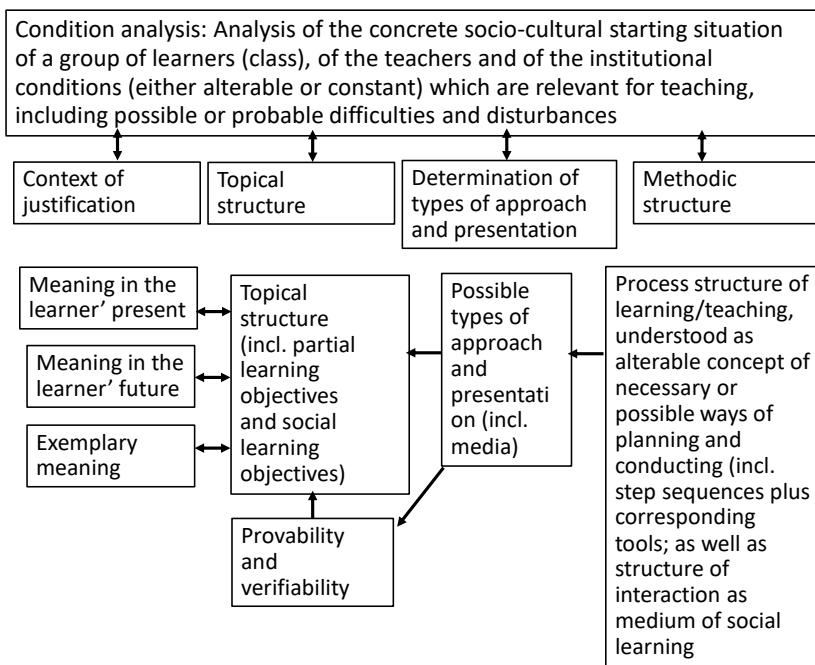 Condition analysis: Analysis of the concrete socio-cultural starting situation
of a group of learners (class), of the teachers and of the institutional
conditions (either alterable or constant) which are relevant for teaching,
including possible or probable difficulties and disturbances
Context of
justification
Topical
structure
Determination of
types of approach
and presentation
Methodic
structure
Meaning in the
learner’ present
Meaning in the
learner’ future
Exemplary
meaning
Topical
structure
(incl. partial
learning
objectives
and social
learning
objectives)
Provability
and
verifiability
Possible
types of
approach
and
presentati
on (incl.
media)
Process structure of
learning/teaching,
understood as
alterable concept of
necessary or
possible ways of
planning and
conducting (incl.
step sequences plus
corresponding
tools; as well as
structure of
interaction as
medium of social
learning